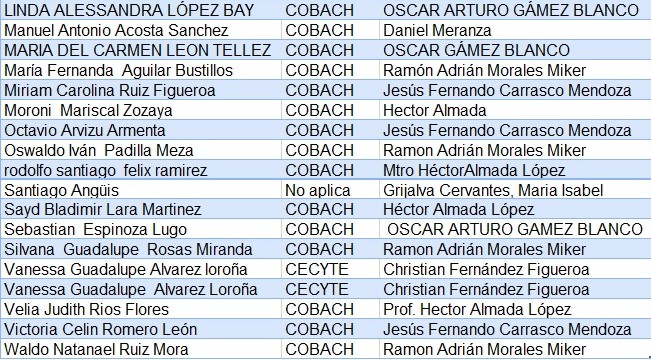 LINDA ALESSANDRA LÓPEZ BAY COBACH OSCAR ARTURO GÁMEZ BLANCO
Manuel Antonio Acosta Sanchez COBACH Daniel Meranza
MARIA DEL CARMEN LEON TELLEZ COBACH OSCAR GÁMEZ BLANCO
María Fernanda Aguilar Bustillos COBACH Ramón Adrián Morales Miker
Miriam Carolina Ruiz Figueroa COBACH Jesús Fernando Carrasco Mendoza
Moroni Mariscal Zozaya COBACH Hector Almada
Octavio Arvizu Armenta COBACH Jesús Fernando Carrasco Mendoza
Oswaldo Iván Padilla Meza COBACH Ramon Adrián Morales Miker
rodolfo santiago felix ramirez COBACH Mtro HéctorAlmada López
Santiago Angüis No aplica Grijalva Cervantes, Maria Isabel
Sayd Bladimir Lara Martinez COBACH Héctor Almada López
Sebastian Espinoza Lugo COBACH OSCAR ARTURO GAMEZ BLANCO
Silvana Guadalupe Rosas Miranda COBACH Ramon Adrián Morales Miker
Vanessa Guadalupe Alvarez loroña CECYTE Christian Fernández Figueroa
Vanessa Guadalupe Alvarez Loroña CECYTE Christian Fernández Figueroa
Velia Judith Rios Flores COBACH Prof. Hector Almada López
Victoria Celin Romero León COBACH Jesús Fernando Carrasco Mendoza
Waldo Natanael Ruiz Mora COBACH Ramon Adrián Morales Miker